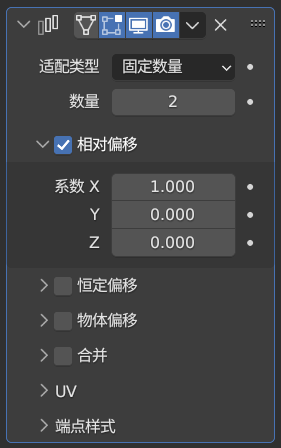 适配类型 固定数量
数量 2
相对偏移
系数 X 1.000
Y 0.000
Z 0.000
恒定偏移
物体偏移
合并
UV
端点样式